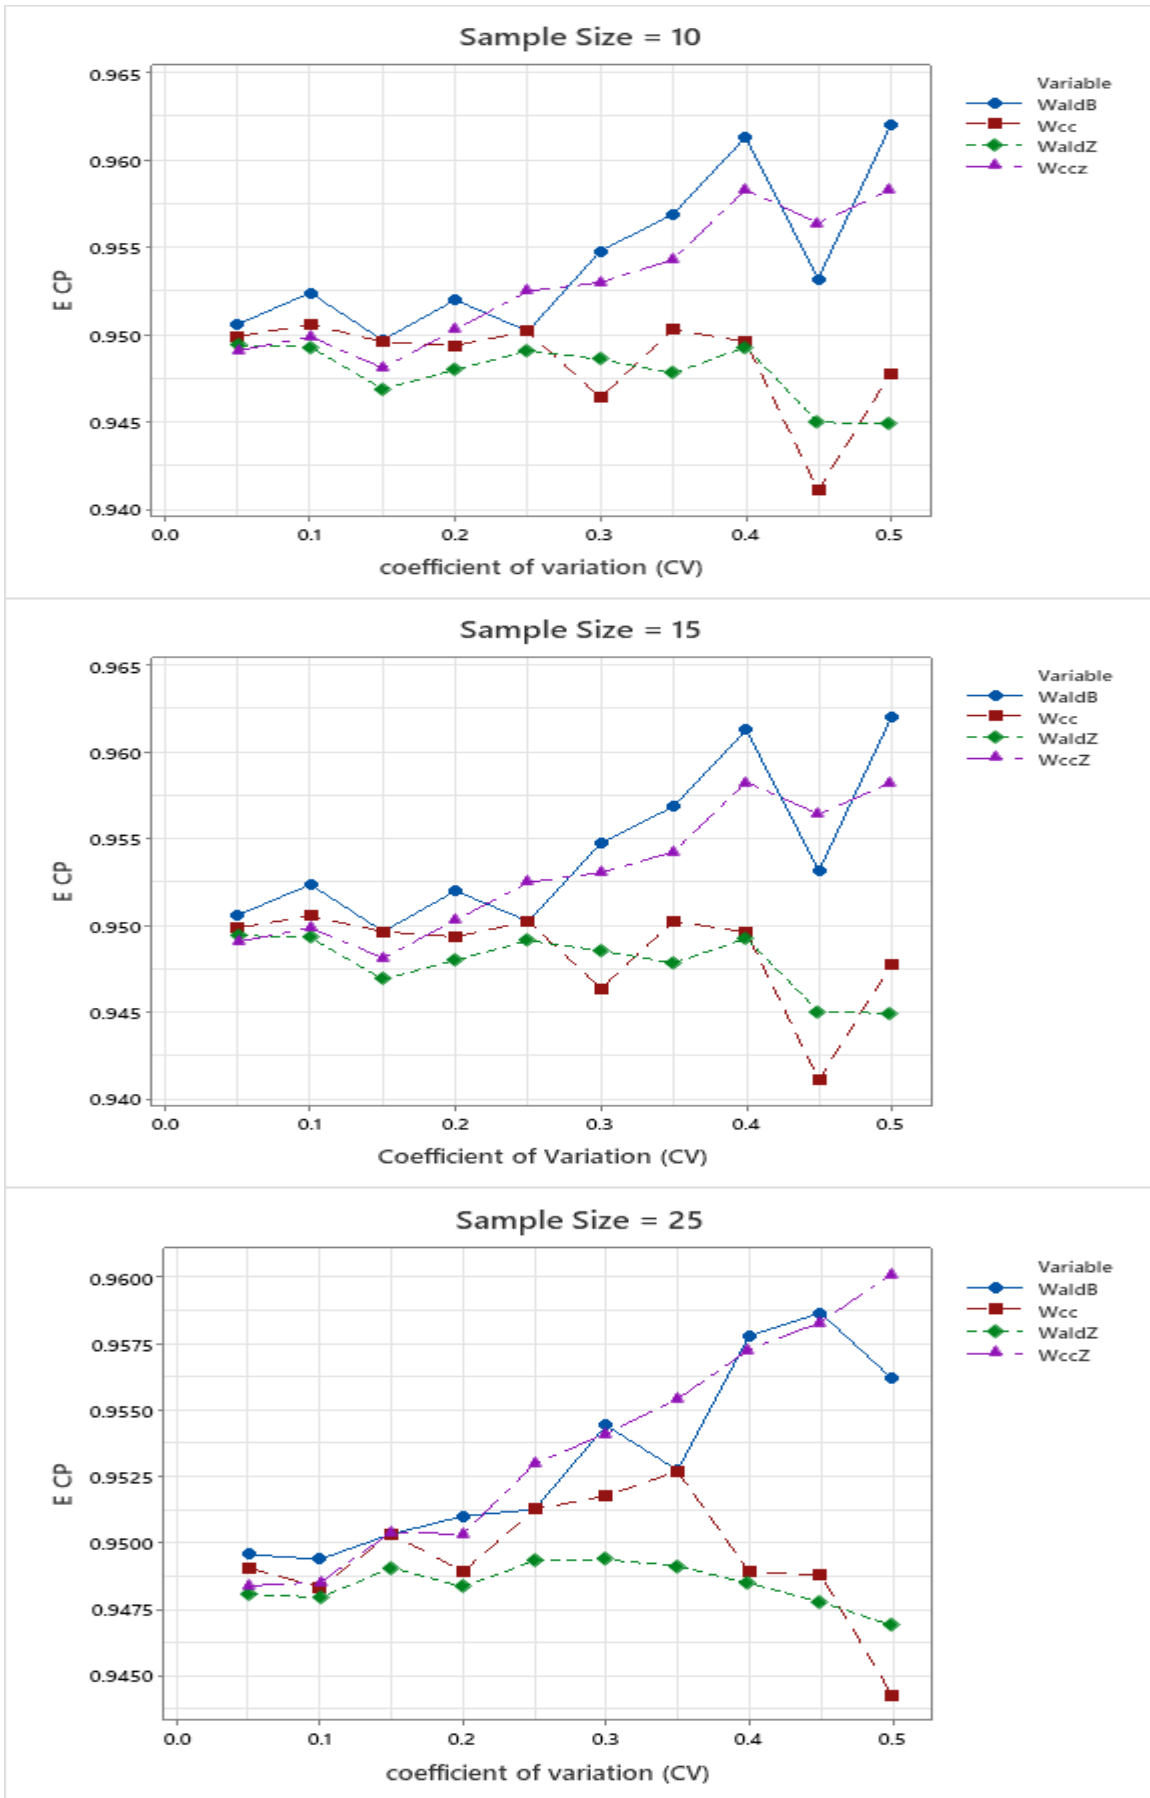 Sample Size = 10
0.965
0.960
0.955
0.950
0.945
0.940
E CP
0.0 0.1 0.2 0.3 0.4 0.5
coefficient of variation (CV)
Variable
WaldB
Wcc
WaldZ
Wccz
Sample Size = 15
0.965
0.960
0.955
0.950
0.945
0.940
E CP
0.0 0.1 0.2 0.3 0.4 0.5
Coefficient of Variation (CV)
Variable
WaldB
Wcc
WaldZ
WccZ
Sample Size = 25
0.9600
0.9575
0.9550
0.9525
0.9500
0.9475
0.9450
E CP
0.0 0.1 0.2 0.3 0.4 0.5
coefficient of variation (CV)
Variable
WaldB
Wcc
WaldZ
WccZ